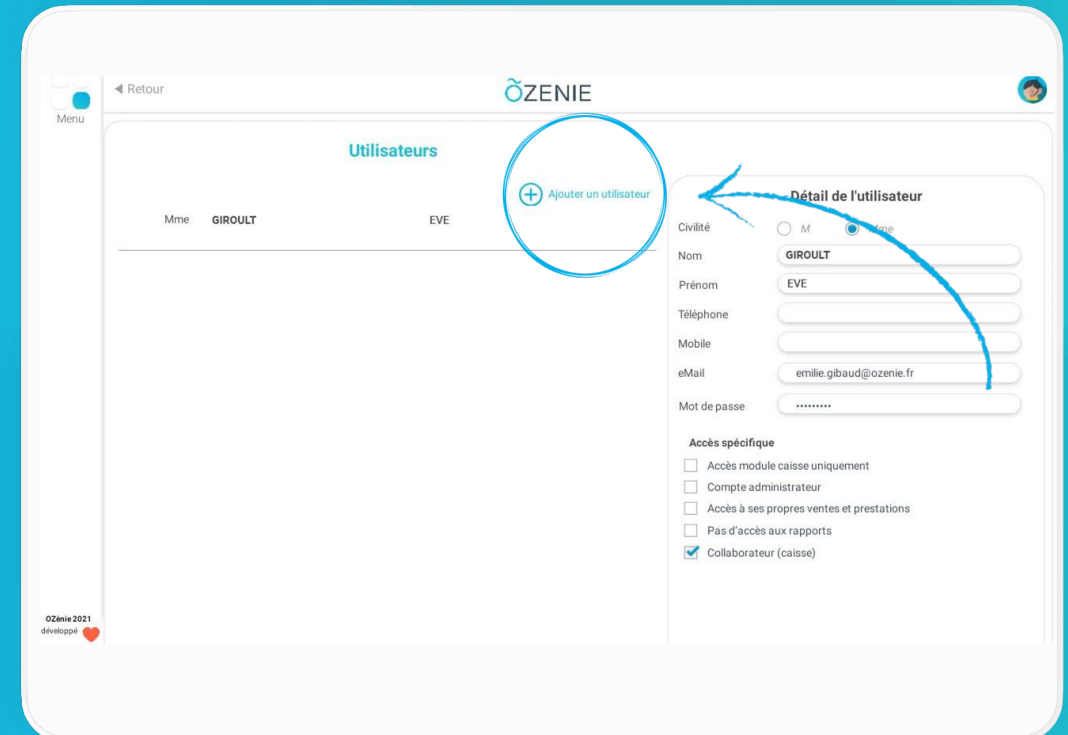 ◀ Retour
ÕZENIE
Menu
Utilisateurs
Ajouter un utilisateur
Mme GIROULT EVE
Détail de l'utilisateur
Civilité M Mme
Nom GIROULT
Prénom EVE
Téléphone
Mobile
eMail emilie.gibaud@ozenie.fr
Mot de passe •••••••••
Accès spécifique
Accès module caisse uniquement
Compte administrateur
Accès à ses propres ventes et prestations
Pas d'accès aux rapports
Collaborateur (caisse)
OZénie 2021
développé